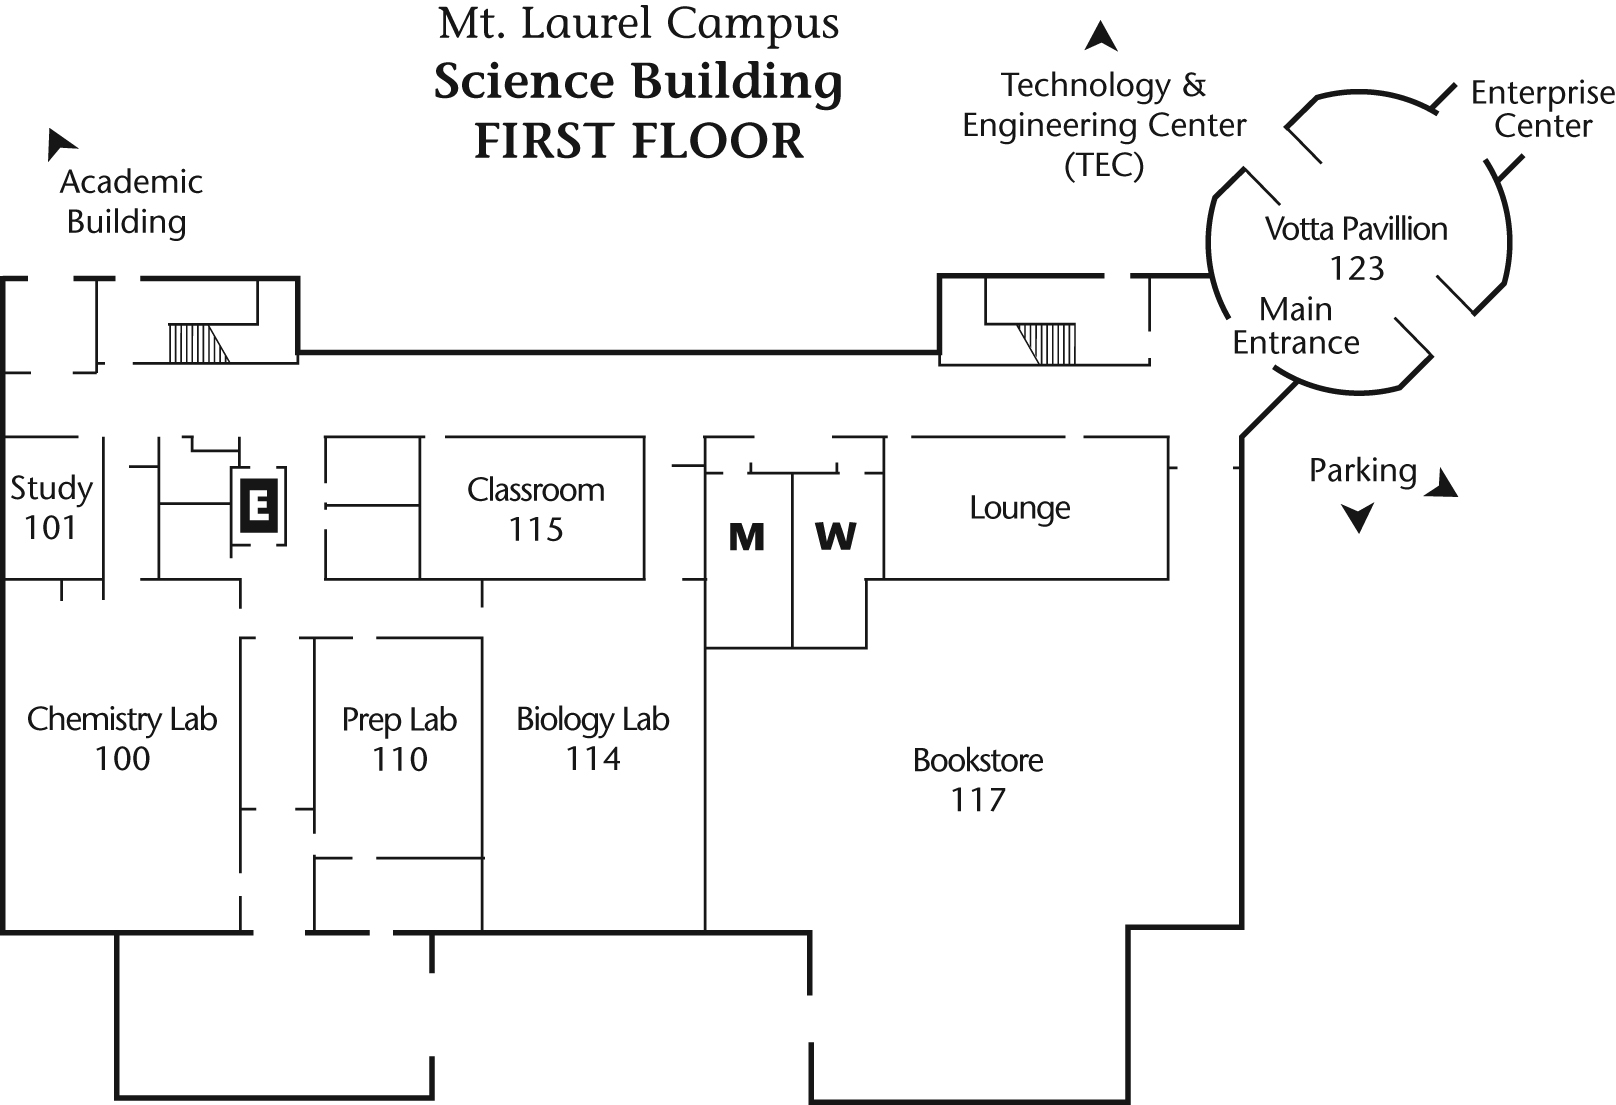 Mt. Laurel Campus
Science Building
FIRST FLOOR
Technology &
Engineering Center
(TEC)
Enterprise
Center
Academic
Building
Votta Pavillion
123
Main
Entrance
Parking
Study
101
E
Classroom
115
M
W
Lounge
Chemistry Lab
100
Prep Lab
110
Biology Lab
114
Bookstore
117